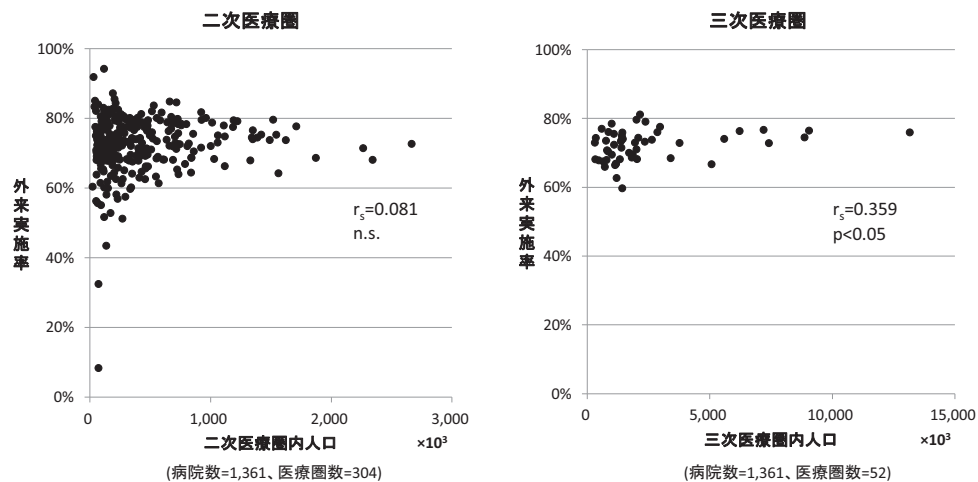 二次医療圏
100%
80%
60%
40%
20%
0%
外来実施率
rs=0.081
n.s.
0
1,000
2,000
3,000
二次医療圏内人口
×10³
(病院数=1,361、医療圏数=304)
三次医療圏
100%
80%
60%
40%
20%
0%
外来実施率
rs=0.359
p<0.05
0
5,000
10,000
15,000
三次医療圏内人口
×10³
(病院数=1,361、医療圏数=52)